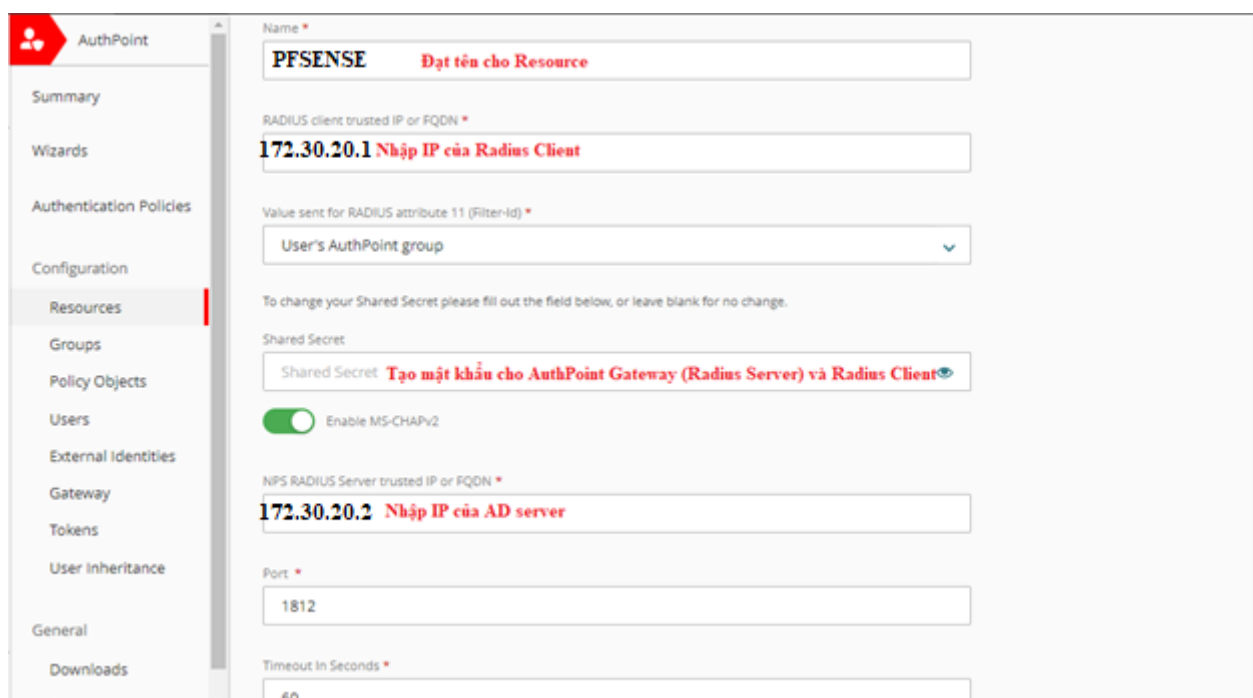 AuthPoint
Summary
Wizards
Authentication Policies
Configuration
Resources
Groups
Policy Objects
Users
External Identities
Gateway
Tokens
User Inheritance
General
Downloads
Name *
PFSENSE Đạt tên cho Resource
RADIUS client trusted IP or FQDN *
172.30.20.1 Nhập IP của Radius Client
Value sent for RADIUS attribute 11 (Filter-Id) *
User's AuthPoint group
To change your Shared Secret please fill out the field below, or leave blank for no change.
Shared Secret
Shared Secret Tạo mật khẩu cho AuthPoint Gateway (Radius Server) và Radius Client
Enable MS-CHAPv2
NPS RADIUS Server trusted IP or FQDN *
172.30.20.2 Nhập IP của AD server
Port *
1812
Timeout In Seconds *
60